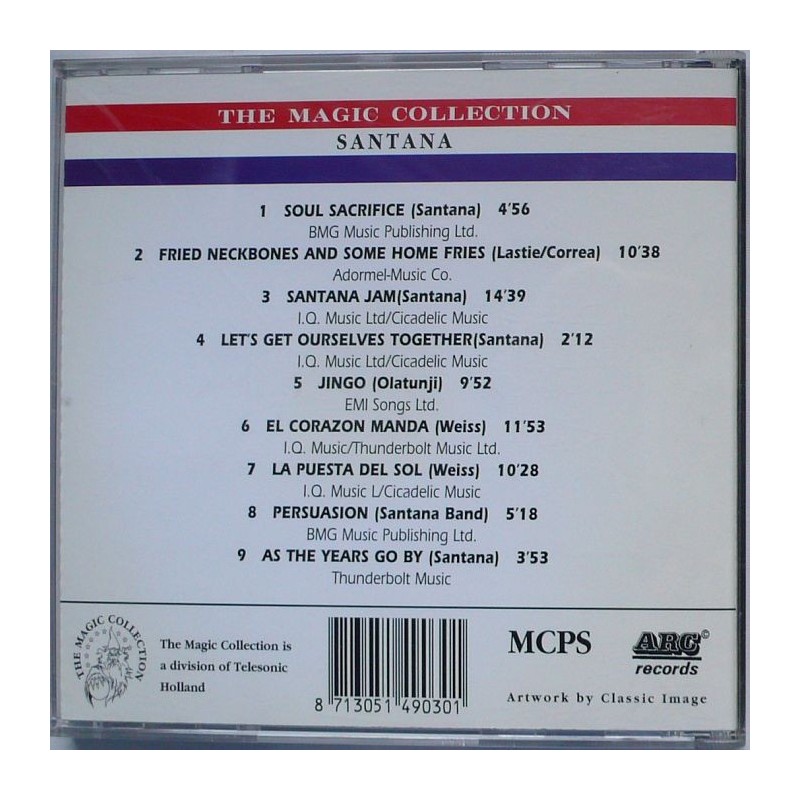 THE MAGIC COLLECTION
SANTANA
1 SOUL SACRIFICE (Santana) 4'56
BMG Music Publishing Ltd.
2 FRIED NECKBONES AND SOME HOME FRIES (Lastie/Correa) 10'38
Adormel-Music Co.
3 SANTANA JAM(Santana) 14'39
I.Q. Music Ltd/Cicadelic Music
4 LET'S GET OURSELVES TOGETHER(Santana) 2'12
I.Q. Music Ltd/Cicadelic Music
5 JINGO (Olatunji) 9'52
EMI Songs Ltd.
6 EL CORAZON MANDA (Weiss) 11'53
I.Q. Music/Thunderbolt Music Ltd.
7 LA PUESTA DEL SOL (Weiss) 10'28
I.Q. Music L/Cicadelic Music
8 PERSUASION (Santana Band) 5'18
BMG Music Publishing Ltd.
9 AS THE YEARS GO BY (Santana) 3'53
Thunderbolt Music
THE MAGIC COLLECTION
The Magic Collection is
a division of Telesonic
Holland
8 713051 490301
MCPS
ARC©
records
Artwork by Classic Image